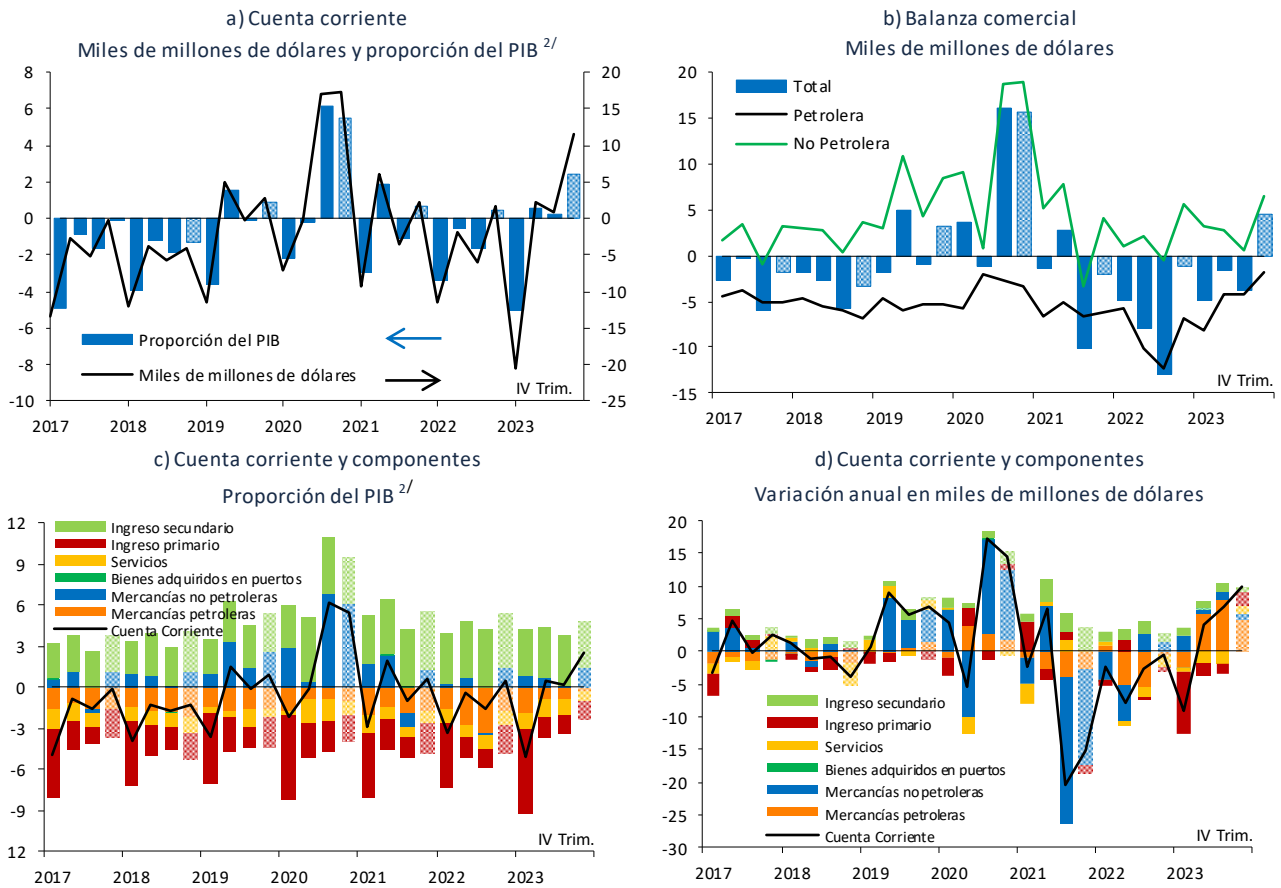 a) Cuenta corriente
Miles de millones de dólares y proporción del PIB 2/
8
6
4
2
0
-2
-4
-6
-8
-10
20
15
10
5
0
-5
-10
-15
-20
-25
Proporción del PIB
Miles de millones de dólares
IV Trim.
2017 2018 2019 2020 2021 2022 2023
b) Balanza comercial
Miles de millones de dólares
20
15
10
5
0
-5
-10
-15
Total
Petrolera
No Petrolera
IV Trim.
2017 2018 2019 2020 2021 2022 2023
c) Cuenta corriente y componentes
Proporción del PIB 2/
12
9
6
3
0
-3
-6
-9
12
Ingreso secundario
Ingreso primario
Servicios
Bienes adquiridos en puertos
Mercancías no petroleras
Mercancías petroleras
Cuenta Corriente
IV Trim.
2017 2018 2019 2020 2021 2022 2023
d) Cuenta corriente y componentes
Variación anual en miles de millones de dólares
20
15
10
5
0
-5
-10
-15
-20
-25
-30
Ingreso secundario
Ingreso primario
Servicios
Bienes adquiridos en puertos
Mercancías no petroleras
Mercancías petroleras
Cuenta Corriente
IV Trim.
2017 2018 2019 2020 2021 2022 2023